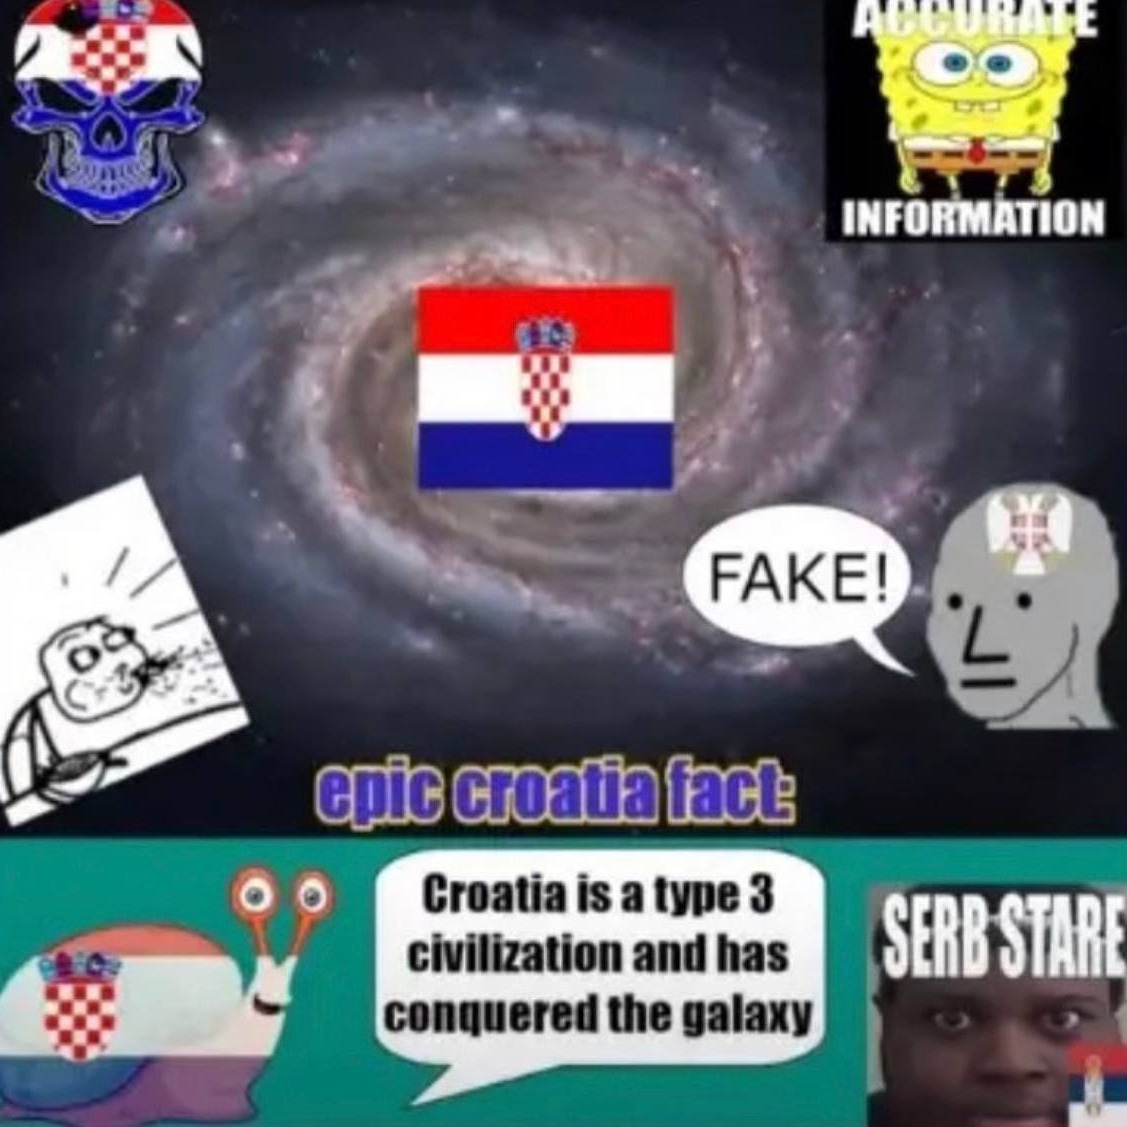 ACCURATE
INFORMATION
FAKE!
epic croatia fact:
Croatia is a type 3
civilization and has
conquered the galaxy
SERB STARE